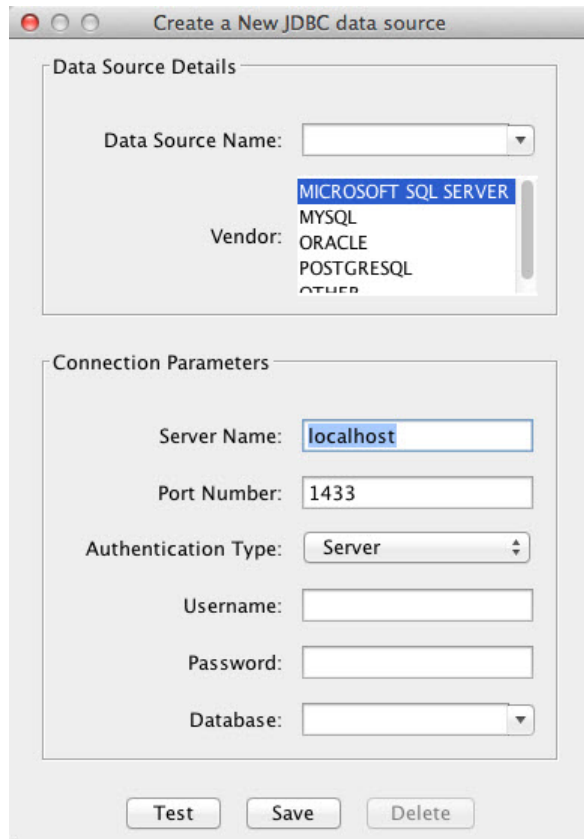 Create a New JDBC data source
Data Source Details
Data Source Name:
Vendor:
MICROSOFT SQL SERVER
MYSQL
ORACLE
POSTGRESQL
OTHER
Connection Parameters
Server Name: localhost
Port Number: 1433
Authentication Type: Server
Username:
Password:
Database:
Test Save Delete